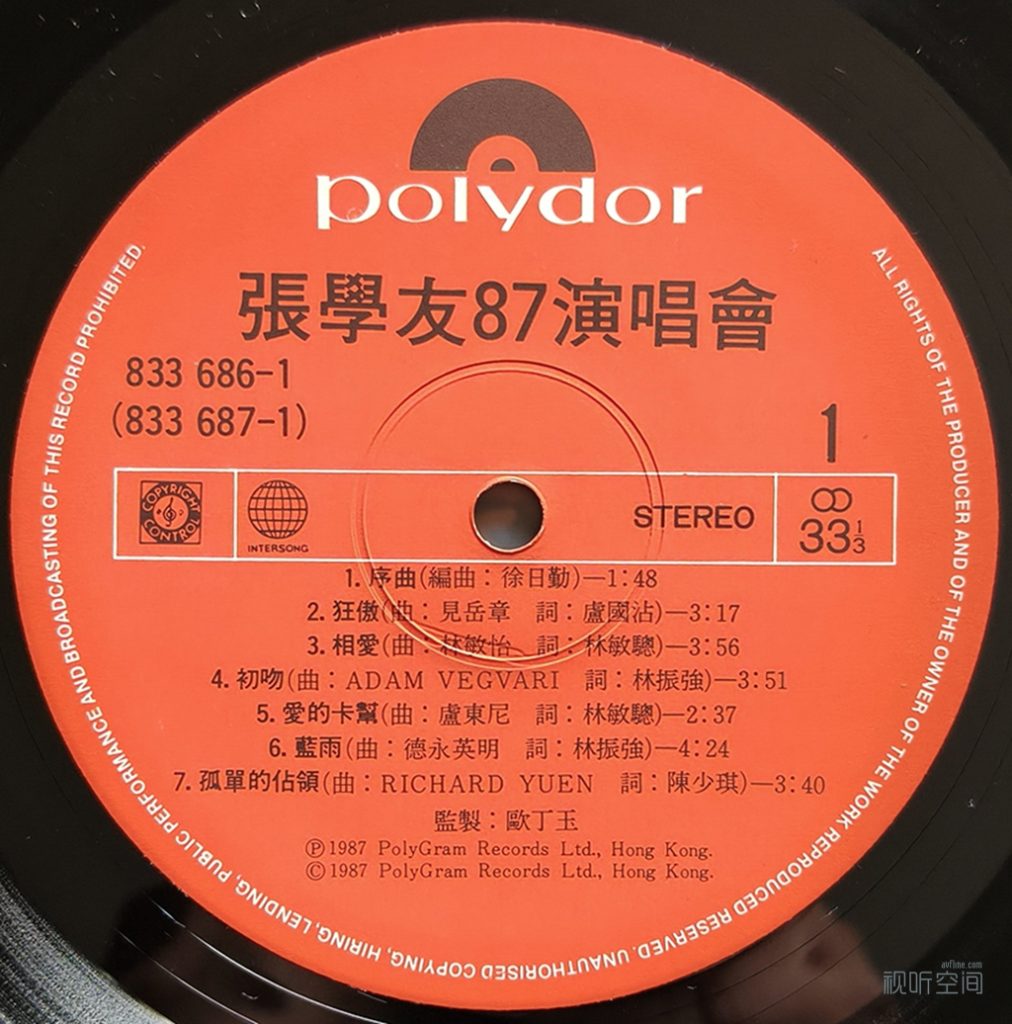 polydor
張學友87演唱會
833 686-1
(833 687-1)
1
COPYRIGHT CONTROL
INTERSONG
STEREO
33 1/3
1. 序曲(編曲：徐日勤)—1:48
2. 狂傲(曲：見岳章 詞：盧國沾)—3:17
3. 相愛(曲：林敏怡 詞：林敏驄)—3:56
4. 初吻(曲：ADAM VEGVARI 詞：林振強)—3:51
5. 愛的卡幫(曲：盧東尼 詞：林敏驄)—2:37
6. 藍雨(曲：德永英明 詞：林振強)—4:24
7. 孤單的佔領(曲：RICHARD YUEN 詞：陳少琪)—3:40
監製：歐丁玉
Ⓟ1987 PolyGram Records Ltd., Hong Kong.
©1987 PolyGram Records Ltd., Hong Kong.
ALL RIGHTS OF THE PRODUCER AND OF THE OWNER OF THE WORK REPRODUCED RESERVED. UNAUTHORISED COPYING, HIRING, LENDING, PUBLIC PERFORMANCE AND BROADCASTING OF THIS RECORD PROHIBITED.
avfline.com
视听空间